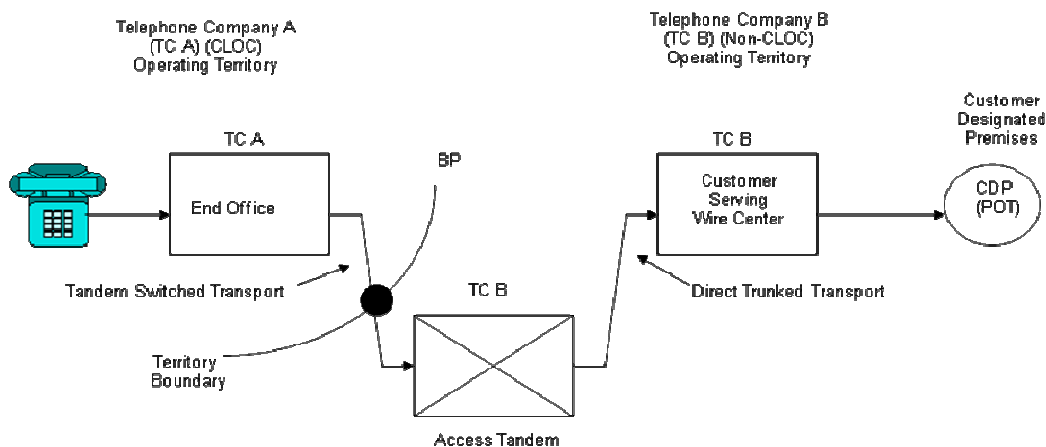 Telephone Company A
(TC A) (CLOC)
Operating Territory
Telephone Company B
(TC B) (Non-CLOC)
Operating Territory
Customer
Designated
Premises
TC A
BP
TC B
End Office
Customer
Serving
Wire Center
CDP
(POT)
Tandem Switched Transport
TC B
Direct Trunked Transport
Territory
Boundary
Access Tandem